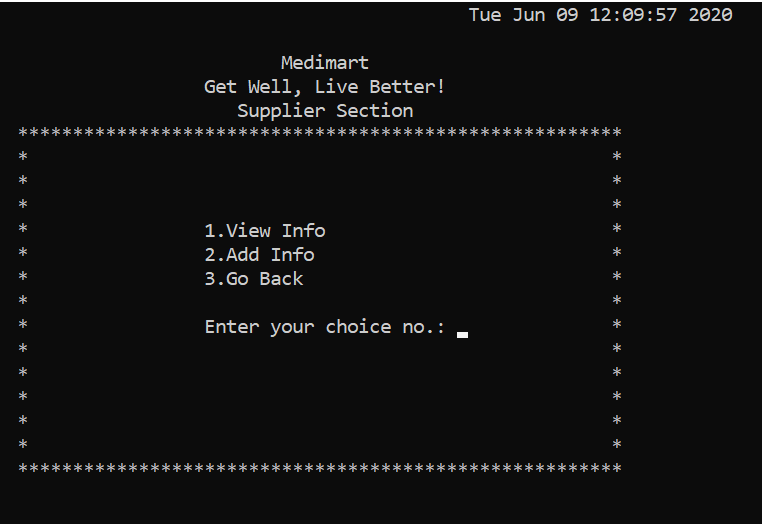 Tue Jun 09 12:09:57 2020
Medimart
Get Well, Live Better!
Supplier Section
*******************************************************
* *
* *
* *
* 1.View Info *
* 2.Add Info *
* 3.Go Back *
* *
* Enter your choice no.: *
* *
* *
* *
* *
* *
*******************************************************